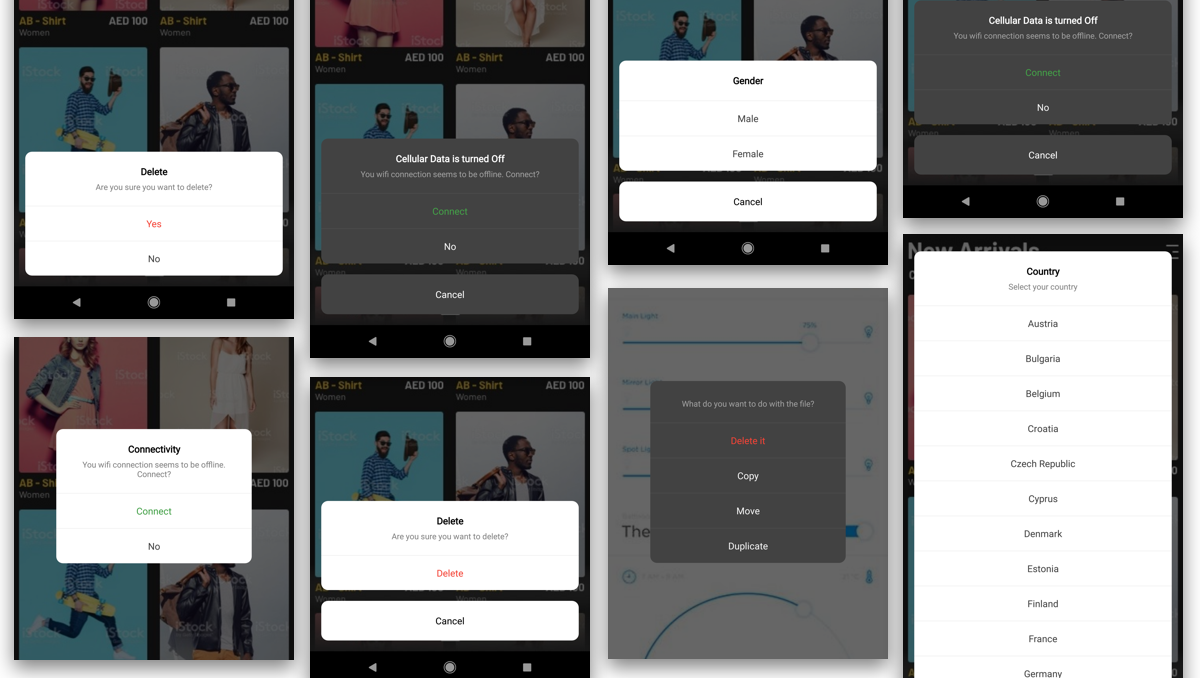 AB - Shirt AED 100
Women
iStock
Delete
Are you sure you want to delete?
Yes
No
iStock
Connectivity
You wifi connection seems to be offline.
Connect?
Connect
No
AB - Shirt AED 100
Women
iStock
AB - Shirt AED 100 AB - Shirt AED 100
Women Women
Cellular Data is turned Off
You wifi connection seems to be offline. Connect?
Connect
No
Cancel
AB - Shirt AED 100 AB - Shirt AED 100
Women Women
iStock
Delete
Are you sure you want to delete?
Delete
Cancel
Gender
Male
Female
Cancel
Main Light
75%
What do you want to do with the file?
Delete it
Copy
Move
Duplicate
The
Cellular Data is turned Off
You wifi connection seems to be offline. Connect?
Connect
No
Cancel
New Arrivals
Country
Select your country
Austria
Bulgaria
Belgium
Croatia
Czech Republic
Cyprus
Denmark
Estonia
Finland
France
Germany